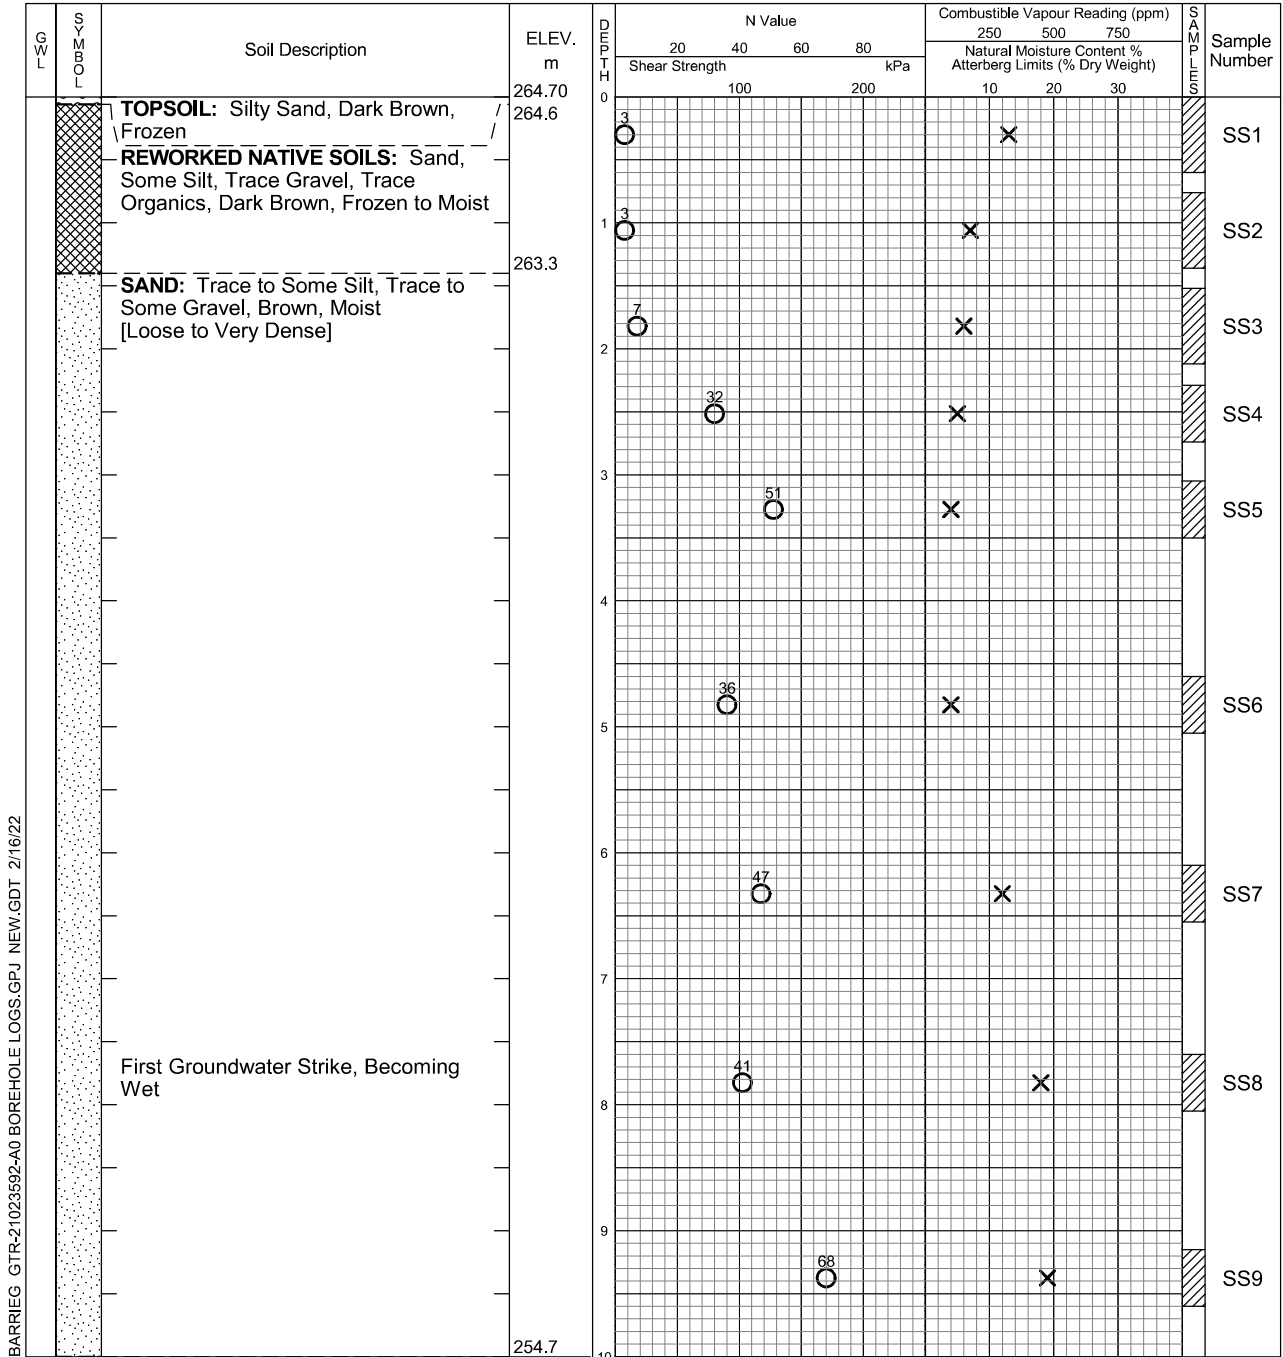 GWL
SYMBOL
Soil Description
ELEV.
m
DEPTH
N Value
20 40 60 80
Shear Strength kPa
100 200
Combustible Vapour Reading (ppm)
250 500 750
Natural Moisture Content %
Atterberg Limits (% Dry Weight)
10 20 30
SAMPLES
Sample
Number
264.70
0
TOPSOIL: Silty Sand, Dark Brown,
Frozen
264.6
3
SS1
REWORKED NATIVE SOILS: Sand,
Some Silt, Trace Gravel, Trace
Organics, Dark Brown, Frozen to Moist
1
3
SS2
263.3
SAND: Trace to Some Silt, Trace to
Some Gravel, Brown, Moist
[Loose to Very Dense]
7
SS3
2
32
SS4
3
51
SS5
4
36
SS6
5
6
47
SS7
7
First Groundwater Strike, Becoming
Wet
41
SS8
8
9
68
SS9
254.7
10
BARRIEG GTR-21023592-A0 BOREHOLE LOGS.GPJ NEW.GDT 2/16/22